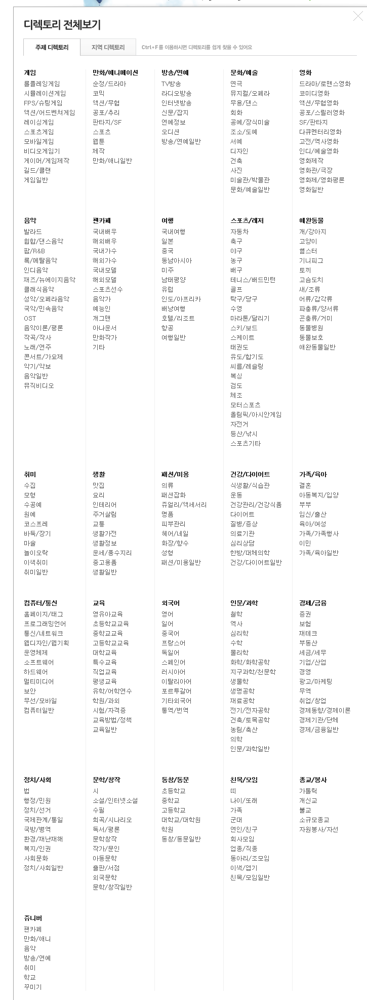 디렉토리 전체보기
주제 디렉토리
지역 디렉토리
Ctrl+F를 이용하시면 디렉토리를 쉽게 찾을 수 있어요
게임
롤플레잉게임
시뮬레이션게임
FPS/슈팅게임
액션/어드벤쳐게임
레이싱게임
스포츠게임
모바일게임
비디오게임기
게이머/게임제작
길드/클랜
게임일반
만화/애니메이션
순정/드라마
코믹
액션/무협
공포/추리
판타지/SF
스포츠
웹툰
제작
만화/애니일반
방송/연예
TV방송
라디오방송
인터넷방송
신문/잡지
연예정보
오디션
방송/연예일반
문화/예술
연극
뮤지컬/오페라
무용/댄스
회화
공예/장식미술
조소/도예
서예
디자인
건축
사진
미술관/박물관
문화/예술일반
영화
드라마/로맨스영화
코미디영화
액션/무협영화
공포/스릴러영화
SF/판타지
다큐멘터리영화
고전/역사영화
인디/예술영화
영화제작
영화관/극장
영화제/영화평론
영화일반
음악
발라드
힙합/댄스음악
팝/R&B
록/메탈음악
인디음악
재즈/뉴에이지음악
클래식음악
성악/오페라음악
국악/민속음악
OST
음악이론/평론
작곡/작사
노래/연주
콘서트/가요제
악기/악보
음악일반
뮤직비디오
팬카페
국내배우
해외배우
국내가수
해외가수
국내모델
해외모델
스포츠선수
음악가
예능인
개그맨
아나운서
만화작가
기타
여행
국내여행
일본
중국
동남아시아
미주
남태평양
유럽
인도/아프리카
배낭여행
호텔/리조트
항공
여행일반
스포츠/레저
자동차
축구
야구
농구
배구
테니스/배드민턴
골프
탁구/당구
수영
마라톤/달리기
스키/보드
스케이트
태권도
유도/합기도
씨름/레슬링
복싱
검도
체조
모터스포츠
올림픽/아시안게임
자전거
등산/낚시
스포츠기타
애완동물
개/강아지
고양이
햄스터
기니피그
토끼
고슴도치
새/조류
어류/갑각류
파충류/양서류
곤충류/거미
동물병원
동물보호
애완동물일반
취미
수집
모형
수공예
원예
코스프레
바둑/장기
마술
놀이오락
이색취미
취미일반
생활
맛집
요리
인테리어
주거살림
교통
생활가전
생활정보
운세/풍수지리
중고용품
생활일반
패션/미용
의류
패션잡화
쥬얼리/액세서리
명품
피부관리
헤어/네일
화장/향수
성형
패션/미용일반
건강/다이어트
식생활/식습관
운동
건강관리/건강식품
다이어트
질병/증상
의료기관
심리상담
한방/대체의학
건강/다이어트일반
가족/육아
결혼
아동복지/입양
부부
임신/출산
육아/여성
가족/가족행사
이민
가족/육아일반
컴퓨터/통신
홈페이지/태그
프로그래밍언어
통신/네트워크
웹디자인/웹기획
운영체제
소프트웨어
하드웨어
멀티미디어
보안
무선/모바일
컴퓨터일반
교육
영유아교육
초등학교교육
중학교교육
고등학교교육
대학교육
특수교육
직업교육
평생교육
유학/어학연수
학원/과외
시험/자격증
교육방법/정책
교육일반
외국어
영어
일어
중국어
프랑스어
독일어
스페인어
러시아어
이탈리아어
포르투갈어
기타외국어
통역/번역
인문/과학
철학
역사
심리학
수학
물리학
화학/화학공학
지구과학/천문학
생물학
생명공학
재료공학
전기/전자공학
건축/토목공학
농림/축산
의학
인문/과학일반
경제/금융
증권
보험
재테크
부동산
세금/세무
기업/산업
경영
광고/마케팅
무역
취업/창업
경제동향/경제이론
경제기관/단체
경제/금융일반
정치/사회
법
행정/민원
정치/선거
국제관계/통일
국방/병역
환경/재난재해
복지/인권
사회문화
정치/사회일반
문학/창작
시
소설/인터넷소설
수필
희곡/시나리오
독서/평론
문학창작
작가/문인
아동문학
출판/서점
외국문학
문학/창작일반
동창/동문
초등학교
중학교
고등학교
대학교/대학원
학원
동창/동문일반
친목/모임
띠
나이/또래
가족
군대
연인/친구
회사모임
업종/직종
동아리/조모임
이색/엽기
친목/모임일반
종교/봉사
가톨릭
개신교
불교
소규모종교
자원봉사/자선
쥬니버
팬카페
만화/애니
음악
방송/연예
취미
학교
꾸미기